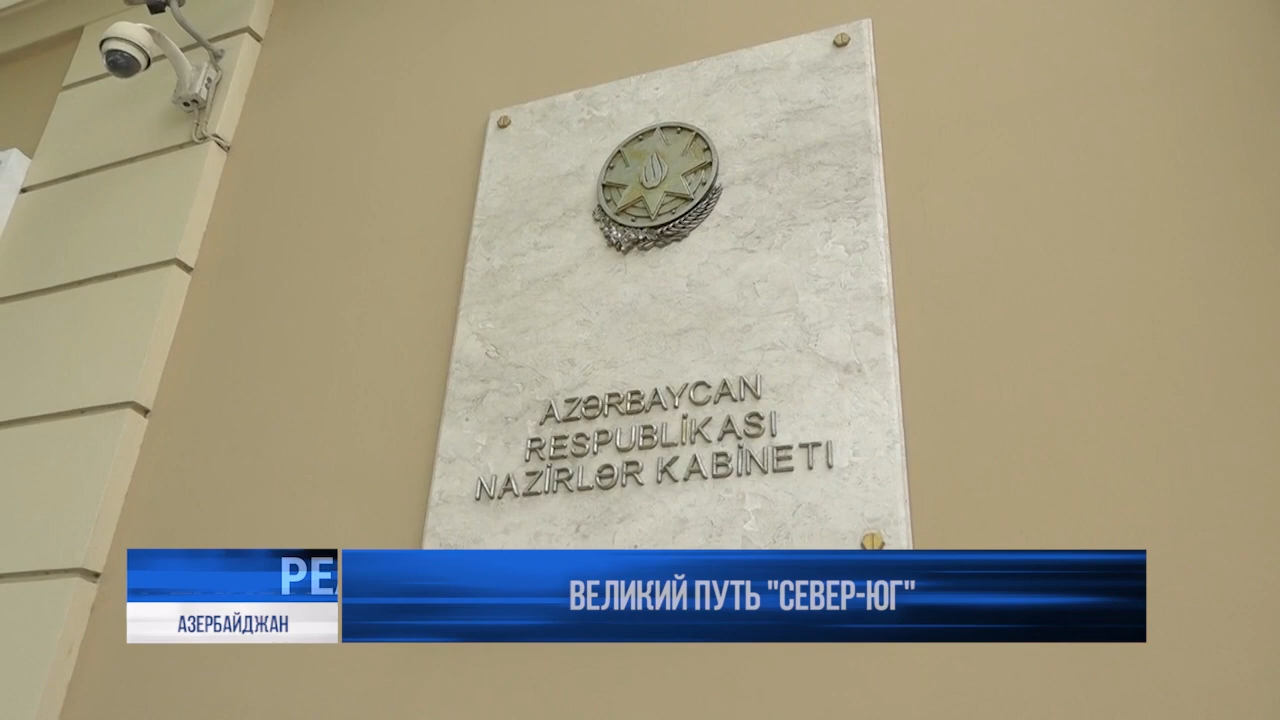 AZƏRBAYCAN
RESPUBLİKASI
NAZİRLƏR KABİNETİ
ВЕЛИКИЙ ПУТЬ "СЕВЕР-ЮГ"
АЗЕРБАЙДЖАН